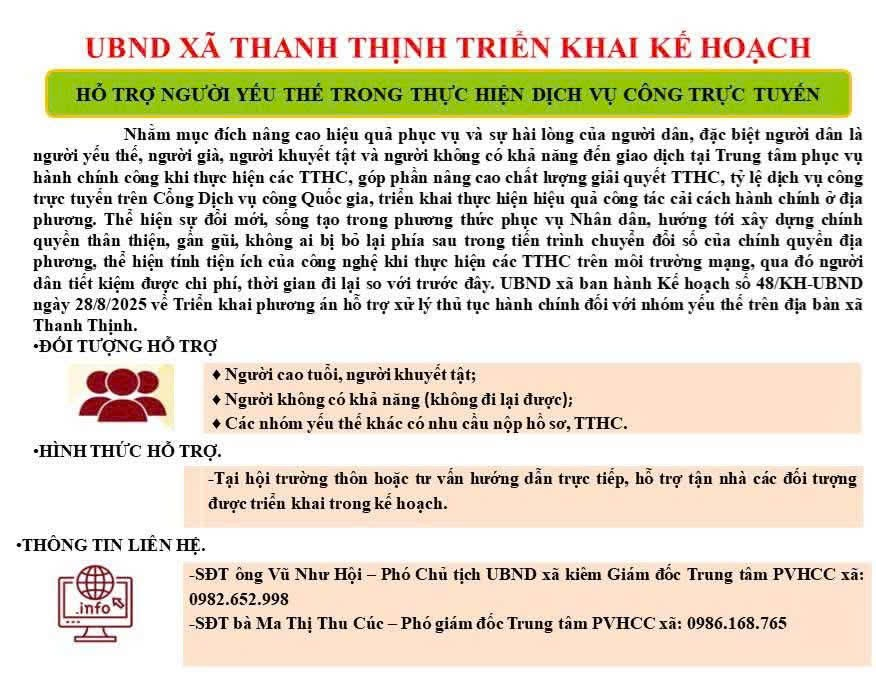 UBND XÃ THANH THỊNH TRIỂN KHAI KẾ HOẠCH
HỖ TRỢ NGƯỜI YẾU THẾ TRONG THỰC HIỆN DỊCH VỤ CÔNG TRỰC TUYẾN
Nhằm mục đích nâng cao hiệu quả phục vụ và sự hài lòng của người dân, đặc biệt người dân là
người yếu thế, người già, người khuyết tật và người không có khả năng đến giao dịch tại Trung tâm phục vụ
hành chính công khi thực hiện các TTHC, góp phần nâng cao chất lượng giải quyết TTHC, tỷ lệ dịch vụ công
trực tuyến trên Cổng Dịch vụ công Quốc gia, triển khai thực hiện hiệu quả công tác cải cách hành chính ở địa
phương. Thể hiện sự đổi mới, sống tạo trong phương thức phục vụ Nhân dân, hướng tới xây dựng chính
quyền thân thiện, gần gũi, không ai bị bỏ lại phía sau trong tiến trình chuyển đổi số của chính quyền địa
phương, thể hiện tính tiện ích của công nghệ khi thực hiện các TTHC trên môi trường mạng, qua đó người
dân tiết kiệm được chi phí, thời gian đi lại so với trước đây. UBND xã ban hành Kế hoạch số 48/KH-UBND
ngày 28/8/2025 về Triển khai phương án hỗ trợ xử lý thủ tục hành chính đối với nhóm yếu thế trên địa bàn xã
Thanh Thịnh.
•ĐỐI TƯỢNG HỖ TRỢ
♦ Người cao tuổi, người khuyết tật;
♦ Người không có khả năng (không đi lại được);
♦ Các nhóm yếu thế khác có nhu cầu nộp hồ sơ, TTHC.
•HÌNH THỨC HỖ TRỢ.
-Tại hội trường thôn hoặc tư vấn hướng dẫn trực tiếp, hỗ trợ tận nhà các đối tượng
được triển khai trong kế hoạch.
•THÔNG TIN LIÊN HỆ.
.info
-SĐT ông Vũ Như Hội – Phó Chủ tịch UBND xã kiêm Giám đốc Trung tâm PVHCC xã:
0982.652.998
-SĐT bà Ma Thị Thu Cúc – Phó giám đốc Trung tâm PVHCC xã: 0986.168.765